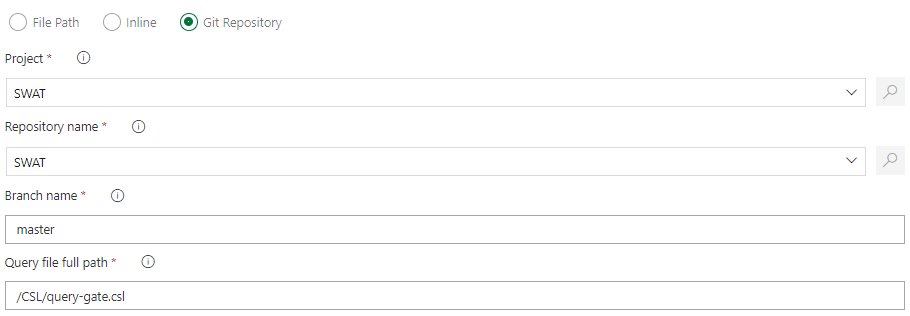 File Path Inline Git Repository
Project *
SWAT
Repository name *
SWAT
Branch name *
master
Query file full path *
/CSL/query-gate.csl